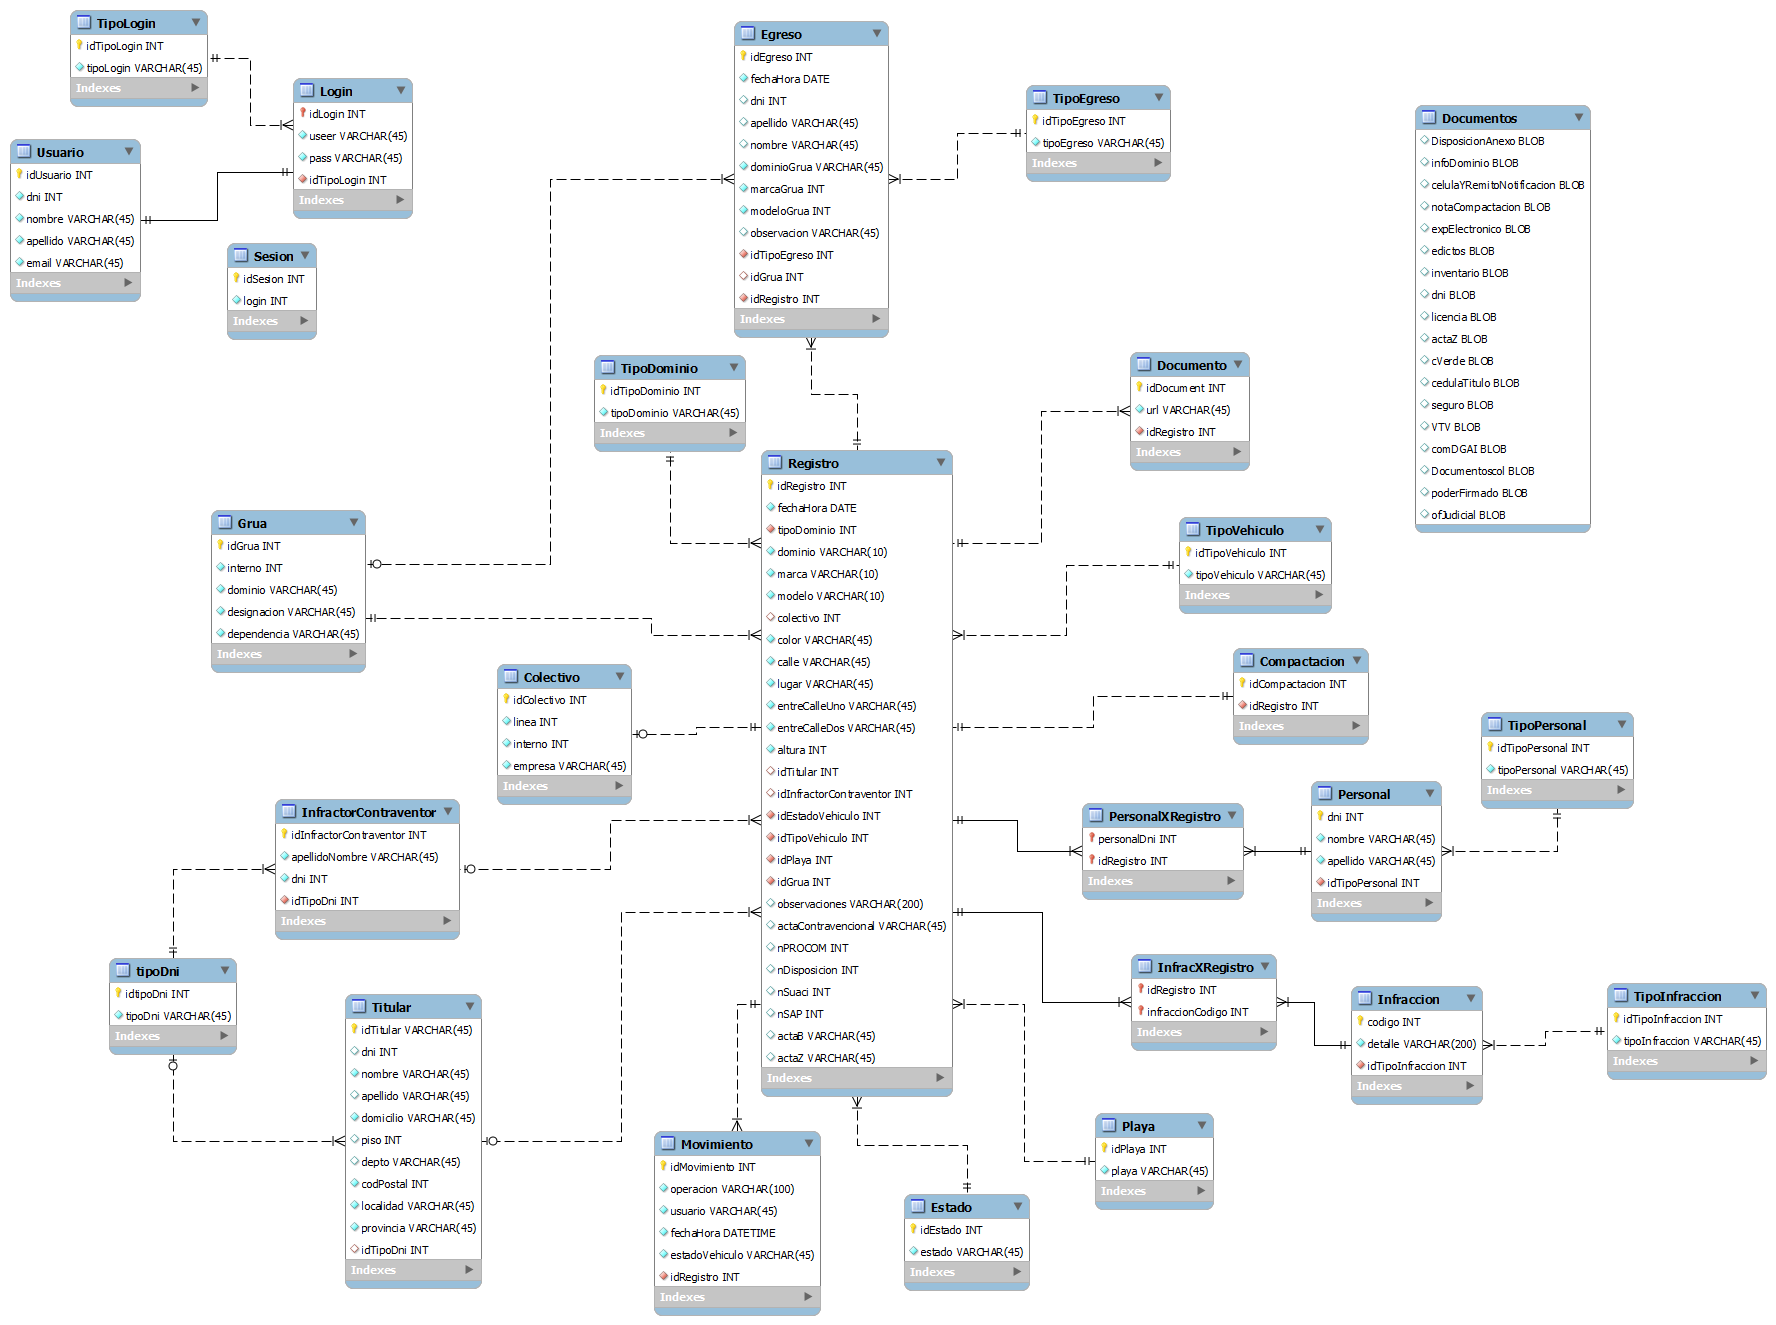 TipoLogin
idTipoLogin INT
tipoLogin VARCHAR(45)
Indexes
Login
idLogin INT
useer VARCHAR(45)
pass VARCHAR(45)
idTipoLogin INT
Indexes
Usuario
idUsuario INT
dni INT
nombre VARCHAR(45)
apellido VARCHAR(45)
email VARCHAR(45)
Indexes
Sesion
idSesion INT
login INT
Indexes
Egreso
idEgreso INT
fechaHora DATE
dni INT
apellido VARCHAR(45)
nombre VARCHAR(45)
dominioGrua VARCHAR(45)
marcaGrua INT
modeloGrua INT
observacion VARCHAR(45)
idTipoEgreso INT
idGrua INT
idRegistro INT
Indexes
TipoEgreso
idTipoEgreso INT
tipoEgreso VARCHAR(45)
Indexes
Documentos
DisposicionAnexo BLOB
infoDominio BLOB
celulaYRemitoNotificacion BLOB
notaCompactacion BLOB
expElectronico BLOB
edictos BLOB
inventario BLOB
dni BLOB
licencia BLOB
actaZ BLOB
cVerde BLOB
cedulaTitulo BLOB
seguro BLOB
VTV BLOB
comDGAI BLOB
Documentoscol BLOB
poderFirmado BLOB
ofJudicial BLOB
TipoDominio
idTipoDominio INT
tipoDominio VARCHAR(45)
Indexes
Documento
idDocument INT
url VARCHAR(45)
idRegistro INT
Indexes
Registro
idRegistro INT
fechaHora DATE
tipoDominio INT
dominio VARCHAR(10)
marca VARCHAR(10)
modelo VARCHAR(10)
colectivo INT
color VARCHAR(45)
calle VARCHAR(45)
lugar VARCHAR(45)
entreCalleUno VARCHAR(45)
entreCalleDos VARCHAR(45)
altura INT
idTitular INT
idInfractorContraventor INT
idEstadoVehiculo INT
idTipoVehiculo INT
idPlaya INT
idGrua INT
observaciones VARCHAR(200)
actaContravencional VARCHAR(45)
nPROCOM INT
nDisposicion INT
nSuaci INT
nSAP INT
actaB VARCHAR(45)
actaZ VARCHAR(45)
Indexes
Grua
idGrua INT
interno INT
dominio VARCHAR(45)
designacion VARCHAR(45)
dependencia VARCHAR(45)
Indexes
TipoVehiculo
idTipoVehiculo INT
tipoVehiculo VARCHAR(45)
Indexes
Colectivo
idColectivo INT
linea INT
interno INT
empresa VARCHAR(45)
Indexes
Compactacion
idCompactacion INT
idRegistro INT
Indexes
TipoPersonal
idTipoPersonal INT
tipoPersonal VARCHAR(45)
Indexes
Personal
dni INT
nombre VARCHAR(45)
apellido VARCHAR(45)
idTipoPersonal INT
Indexes
PersonalXRegistro
personalDni INT
idRegistro INT
Indexes
InfractorContraventor
idInfractorContraventor INT
apellidoNombre VARCHAR(45)
dni INT
idTipoDni INT
Indexes
tipoDni
idtipoDni INT
tipoDni VARCHAR(45)
Indexes
Titular
idTitular VARCHAR(45)
dni INT
nombre VARCHAR(45)
apellido VARCHAR(45)
domicilio VARCHAR(45)
piso INT
depto VARCHAR(45)
codPostal INT
localidad VARCHAR(45)
provincia VARCHAR(45)
idTipoDni INT
Indexes
InfracXRegistro
idRegistro INT
infraccionCodigo INT
Indexes
Infraccion
codigo INT
detalle VARCHAR(200)
idTipoInfraccion INT
Indexes
TipoInfraccion
idTipoInfraccion INT
tipoInfraccion VARCHAR(45)
Indexes
Movimiento
idMovimiento INT
operacion VARCHAR(100)
usuario VARCHAR(45)
fechaHora DATETIME
estadoVehiculo VARCHAR(45)
idRegistro INT
Indexes
Playa
idPlaya INT
playa VARCHAR(45)
Indexes
Estado
idEstado INT
estado VARCHAR(45)
Indexes